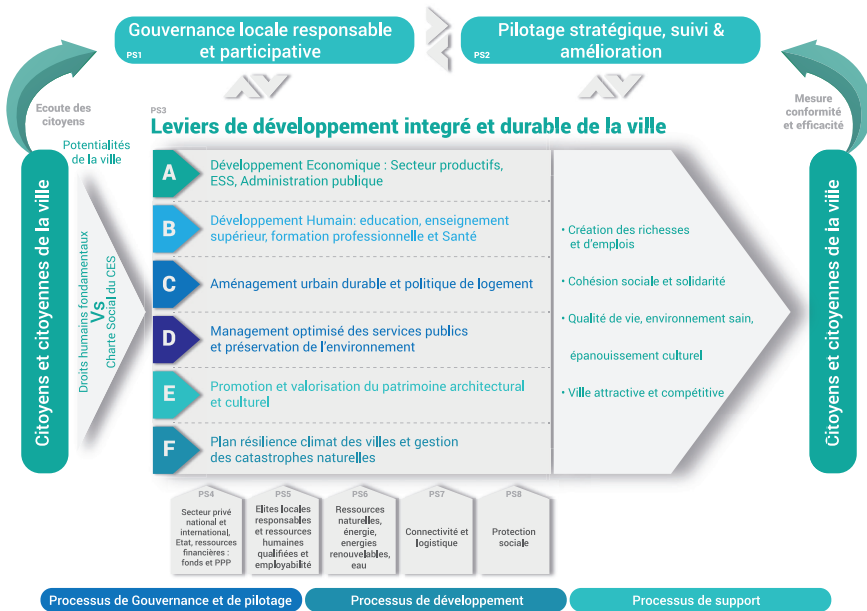 Gouvernance locale responsable
et participative
PS1
Pilotage stratégique, suivi &
amélioration
PS2
Ecoute des
citoyens
Mesure
conformité
et efficacité
PS3
Leviers de développement integré et durable de la ville
Potentialités
de la ville
Citoyens et citoyennes de la ville
Droits humains fondamentaux
Vs
Charte Social du CES
A
Développement Economique : Secteur productifs,
ESS, Administration publique
B
Développement Humain: education, enseignement
supérieur, formation professionnelle et Santé
C
Aménagement urbain durable et politique de logement
D
Management optimisé des services publics
et préservation de l'environnement
E
Promotion et valorisation du patrimoine architectural
et culturel
F
Plan résilience climat des villes et gestion
des catastrophes naturelles
• Création des richesses
et d'emplois
• Cohésion sociale et solidarité
• Qualité de vie, environnement sain,
épanouissement culturel
• Ville attractive et compétitive
Citoyens et citoyennes de la ville
PS4
Secteur privé
national et
international,
Etat, ressources
financières :
fonds et PPP
PS5
Elites locales
responsables
et ressources
humaines
qualifiées et
employabilité
PS6
Ressources
naturelles,
énergie,
energies
renouvelables,
eau
PS7
Connectivité et
logistique
PS8
Protection
sociale
Processus de Gouvernance et de pilotage
Processus de développement
Processus de support